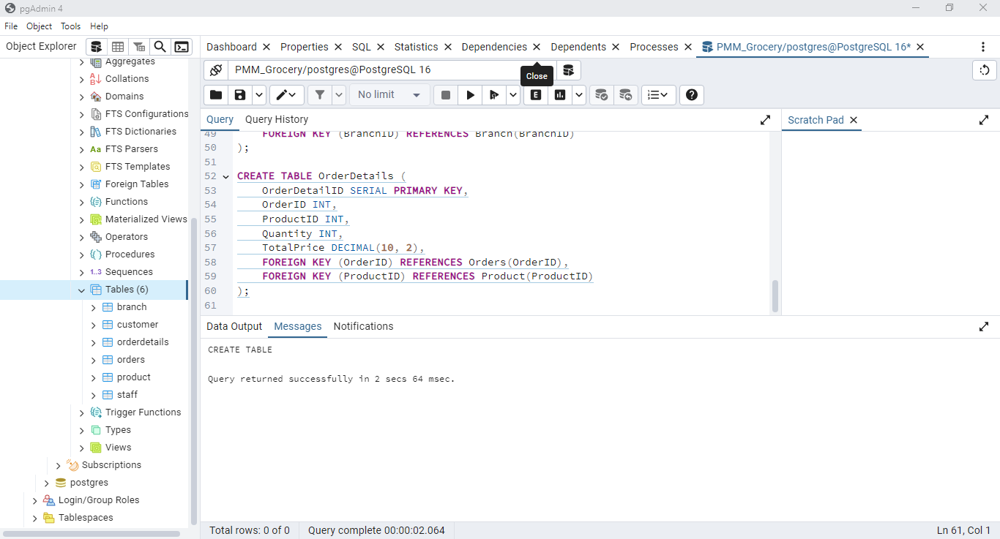 pgAdmin 4
File Object Tools Help
Object Explorer
Dashboard Properties SQL Statistics Dependencies Dependents Processes PMM_Grocery/postgres@PostgreSQL 16*
PMM_Grocery/postgres@PostgreSQL 16
Close
No limit
E
Query Query History
Scratch Pad
Aggregates
Collations
Domains
FTS Configurations
FTS Dictionaries
Aa FTS Parsers
FTS Templates
Foreign Tables
Functions
Materialized Views
Operators
Procedures
1..3 Sequences
Tables (6)
branch
customer
orderdetails
orders
product
staff
Trigger Functions
Types
Views
Subscriptions
postgres
Login/Group Roles
Tablespaces
49 FOREIGN KEY (BranchID) REFERENCES Branch(BranchID)
50 );
51
52 CREATE TABLE OrderDetails (
53 OrderDetailID SERIAL PRIMARY KEY,
54 OrderID INT,
55 ProductID INT,
56 Quantity INT,
57 TotalPrice DECIMAL(10, 2),
58 FOREIGN KEY (OrderID) REFERENCES Orders(OrderID),
59 FOREIGN KEY (ProductID) REFERENCES Product(ProductID)
60 );
61
Data Output Messages Notifications
CREATE TABLE
Query returned successfully in 2 secs 64 msec.
Total rows: 0 of 0 Query complete 00:00:02.064 Ln 61, Col 1